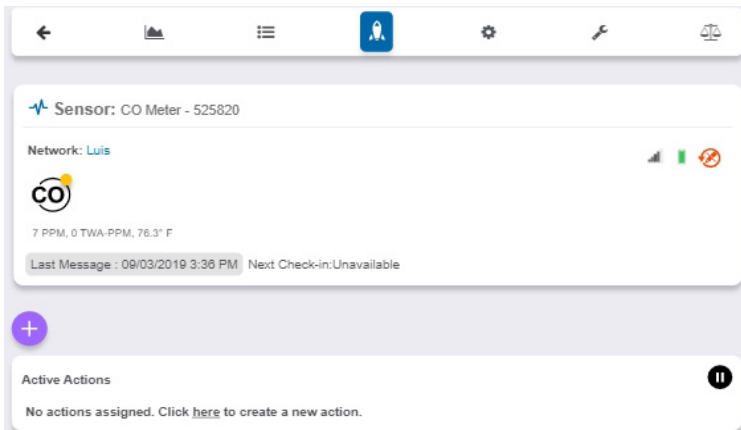 Sensor: CO Meter - 525820
Network: Luis
CO
7 PPM, 0 TWA-PPM, 76.3° F
Last Message : 09/03/2019 3:36 PM Next Check-in:Unavailable
Active Actions
No actions assigned. Click here to create a new action.